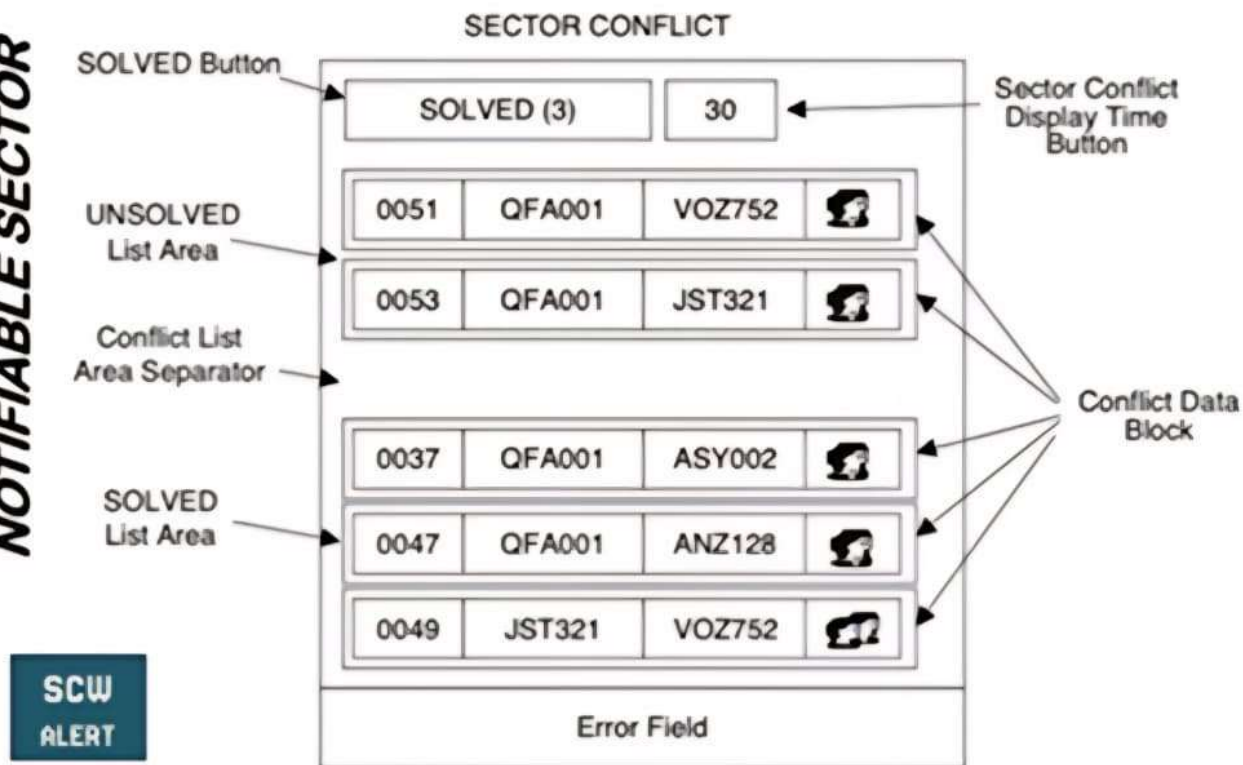 NOTIFIABLE SECTOR
SECTOR CONFLICT
SOLVED Button
SOLVED (3)
30
Sector Conflict
Display Time
Button
UNSOLVED
List Area
0051 QFA001 VOZ752
0053 QFA001 JST321
Conflict List
Area Separator
Conflict Data
Block
0037 QFA001 ASY002
SOLVED
List Area
0047 QFA001 ANZ128
0049 JST321 VOZ752
SCW
ALERT
Error Field